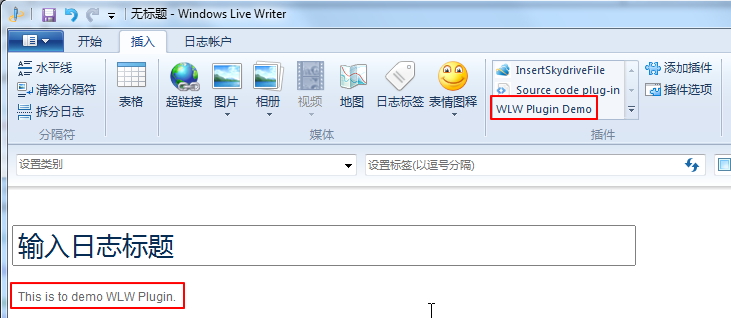 无标题 - Windows Live Writer
开始 插入 日志帐户
水平线
清除分隔符
拆分日志
分隔符
表格
超链接 图片 相册 视频 地图 日志标签 表情图释
媒体
InsertSkydriveFile
Source code plug-in
WLW Plugin Demo
添加插件
插件选项
插件
设置类别 设置标签(以逗号分隔)
输入日志标题
This is to demo WLW Plugin.